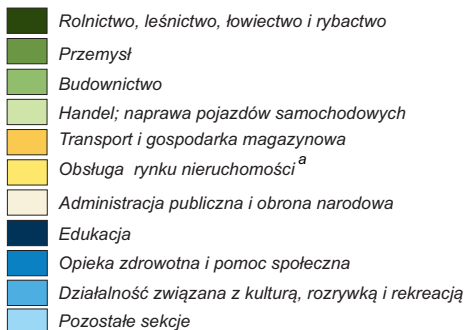 Rolnictwo, leśnictwo, łowiectwo i rybactwo
Przemysł
Budownictwo
Handel; naprawa pojazdów samochodowych
Transport i gospodarka magazynowa
Obsługa rynku nieruchomości a
Administracja publiczna i obrona narodowa
Edukacja
Opieka zdrowotna i pomoc społeczna
Działalność związana z kulturą, rozrywką i rekreacją
Pozostałe sekcje